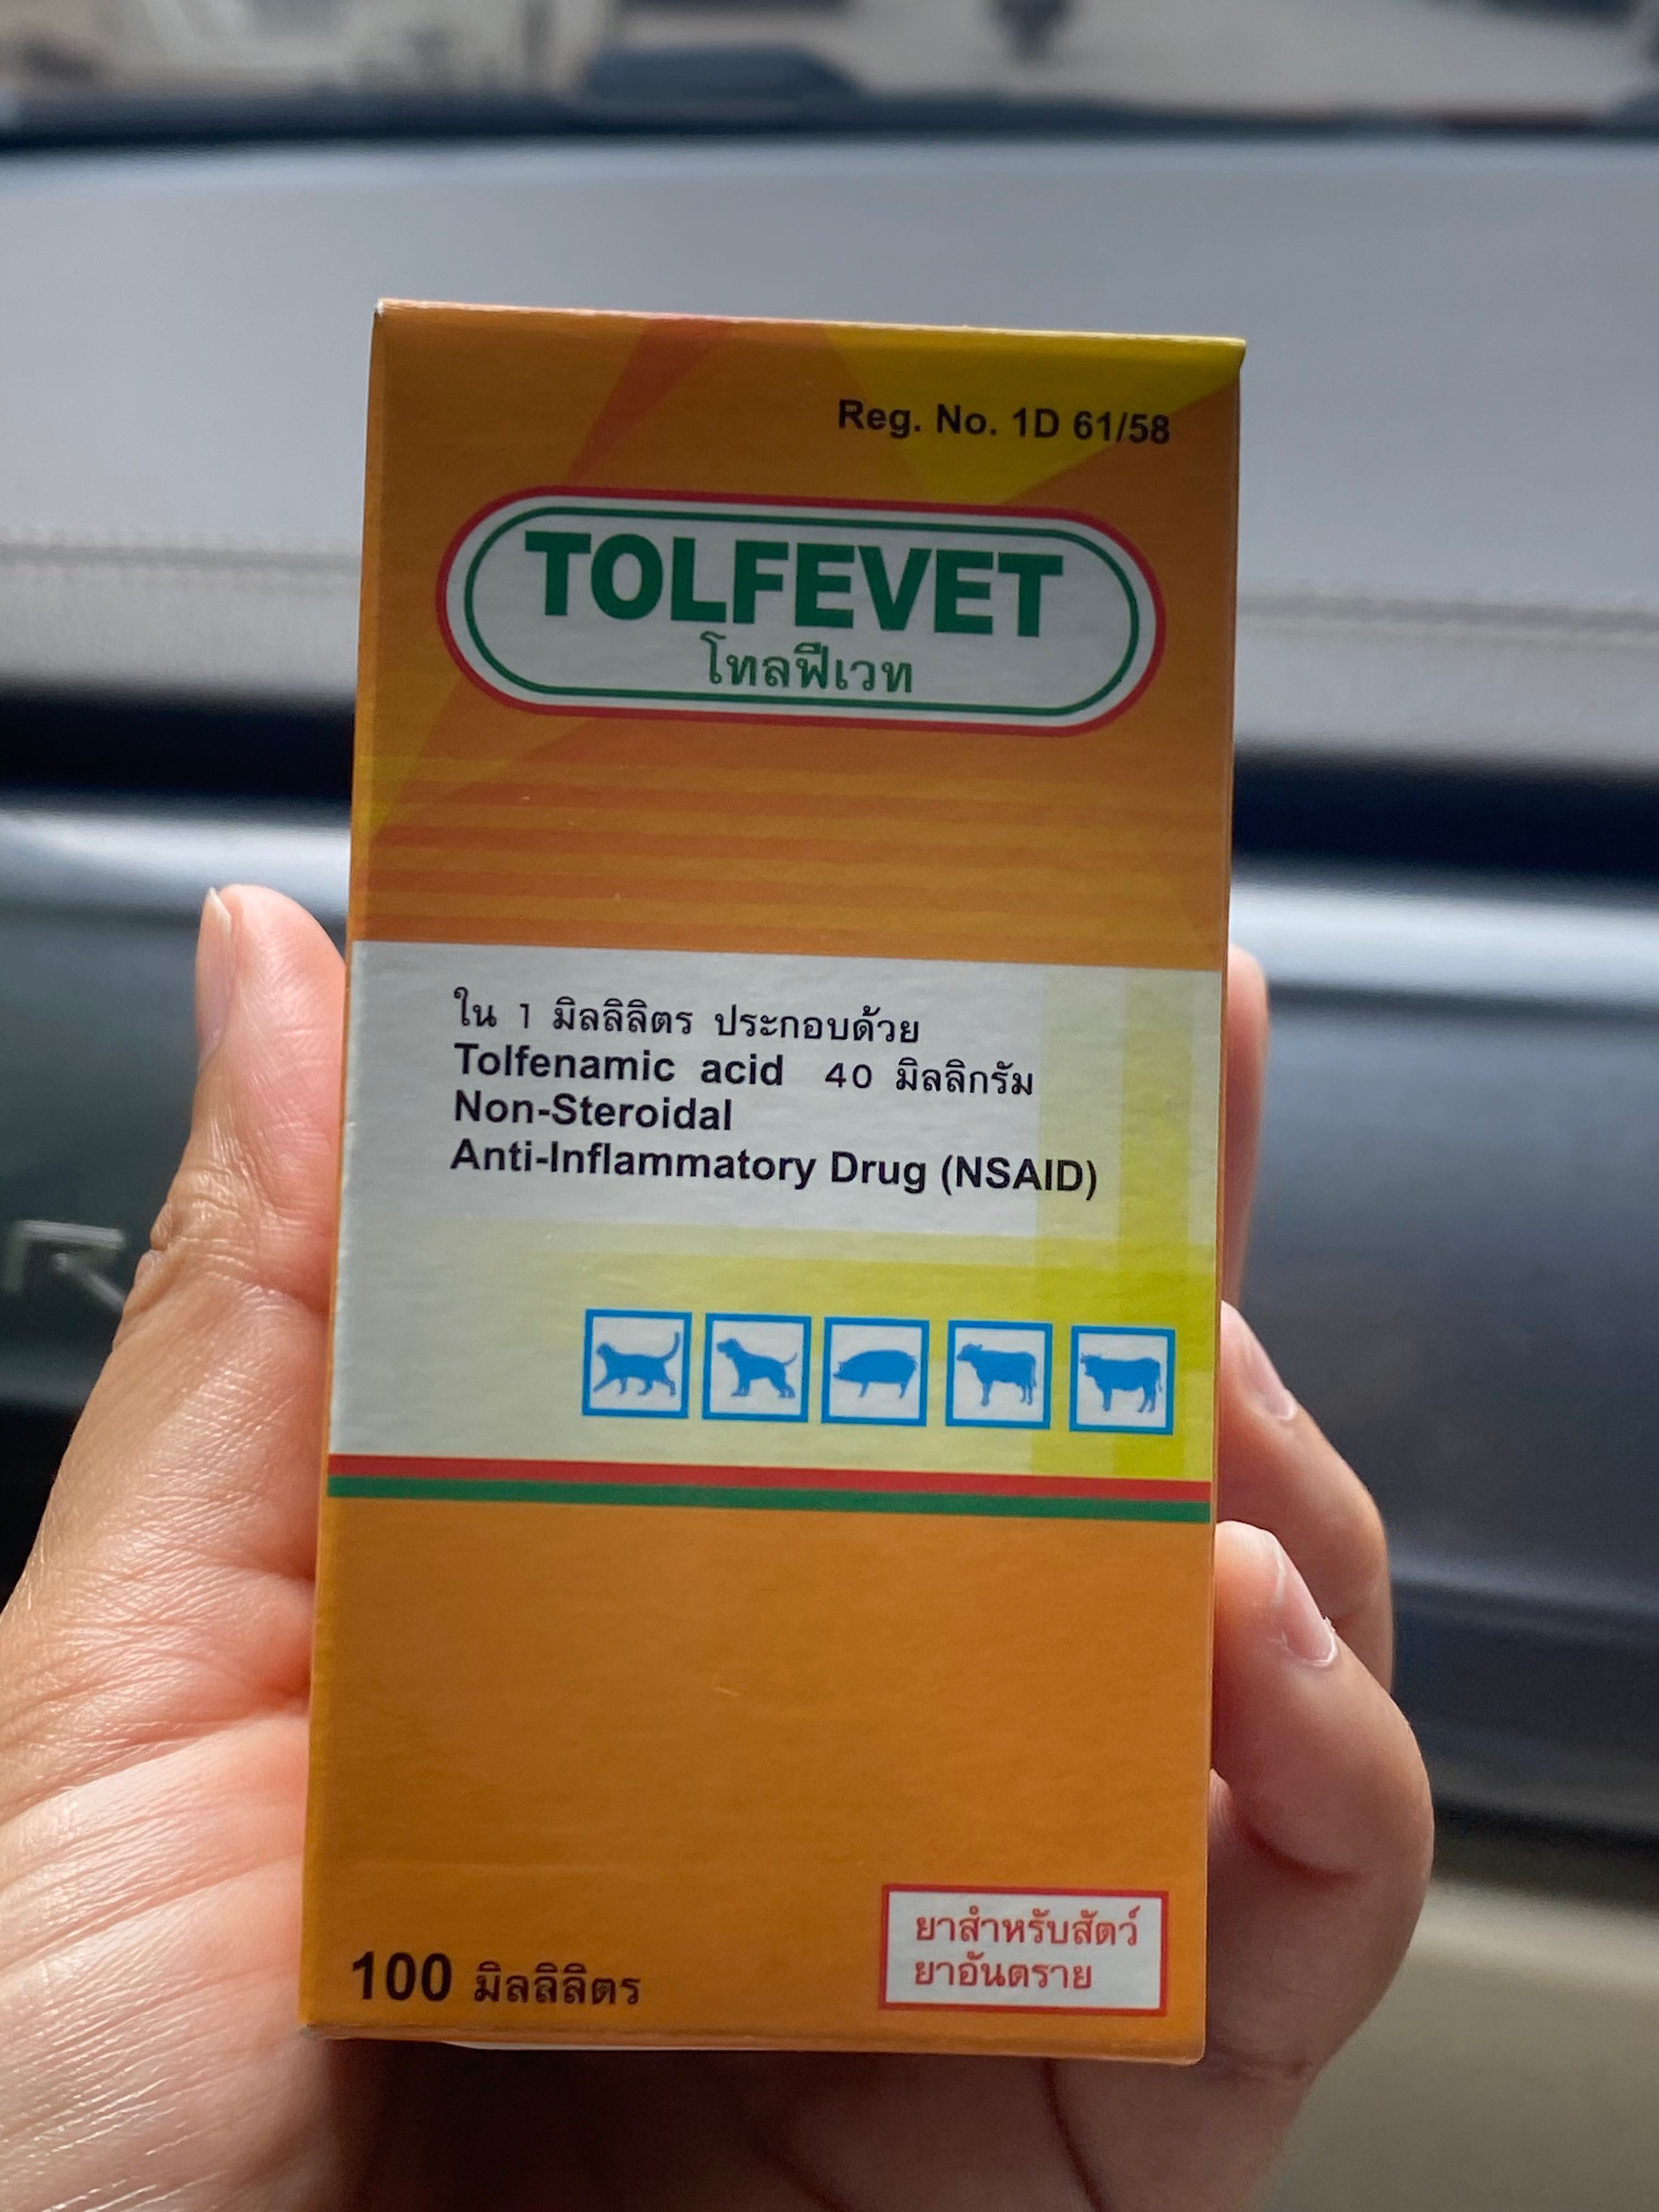 Reg. No. 1D 61/58
TOLFEVET
โทลฟีเวท
ใน 1 มิลลิลิตร ประกอบด้วย
Tolfenamic acid 40 มิลลิกรัม
Non-Steroidal
Anti-Inflammatory Drug (NSAID)
100 มิลลิลิตร
ยาสำหรับสัตว์
ยาอันตราย
R